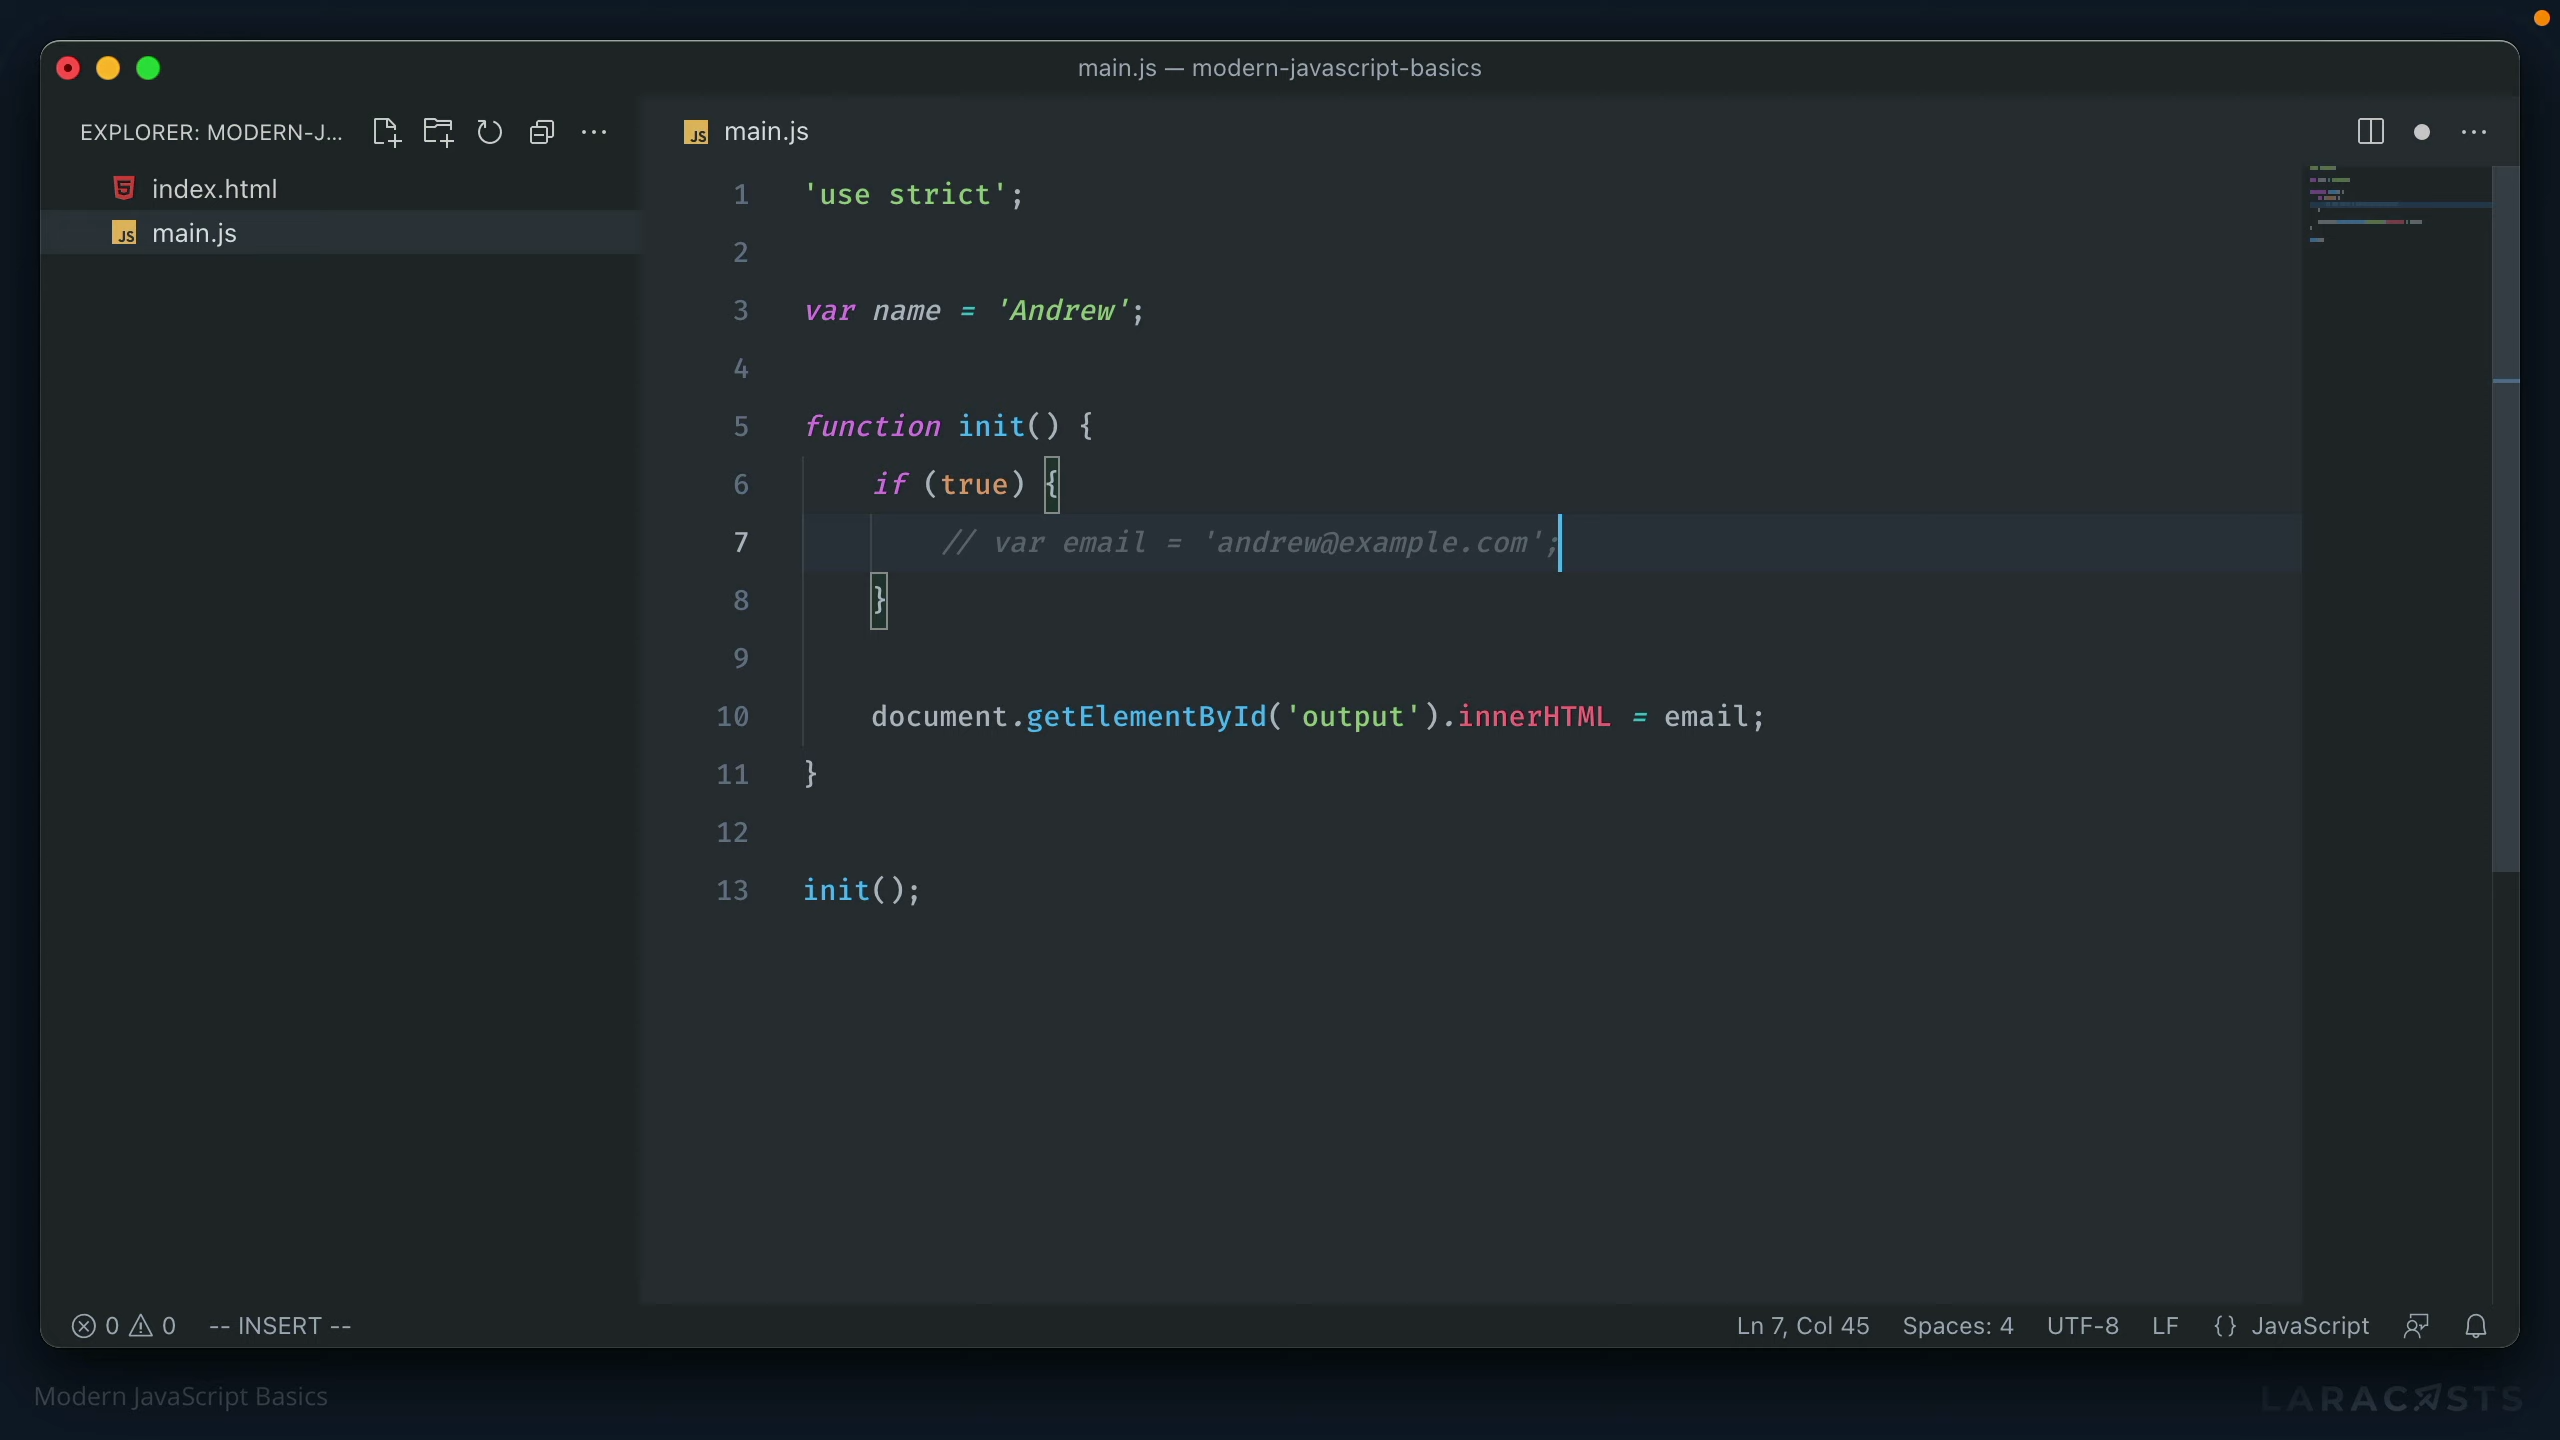 main.js — modern-javascript-basics
EXPLORER: MODERN-J...
index.html
main.js
main.js
1 'use strict';
2
3 var name = 'Andrew';
4
5 function init() {
6 if (true) {
7 // var email = 'andrew@example.com';
8 }
9
10 document.getElementById('output').innerHTML = email;
11 }
12
13 init();
0 0 -- INSERT --
Ln 7, Col 45 Spaces: 4 UTF-8 LF {} JavaScript
Modern JavaScript Basics
LARACASTS